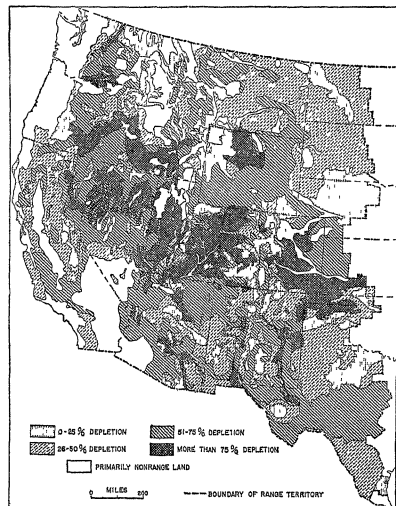 0-25 % DEPLETION
51-75 % DEPLETION
26-50 % DEPLETION
MORE THAN 75 % DEPLETION
PRIMARILY NONRANGE LAND
MILES
0 200
BOUNDARY OF RANGE TERRITORY